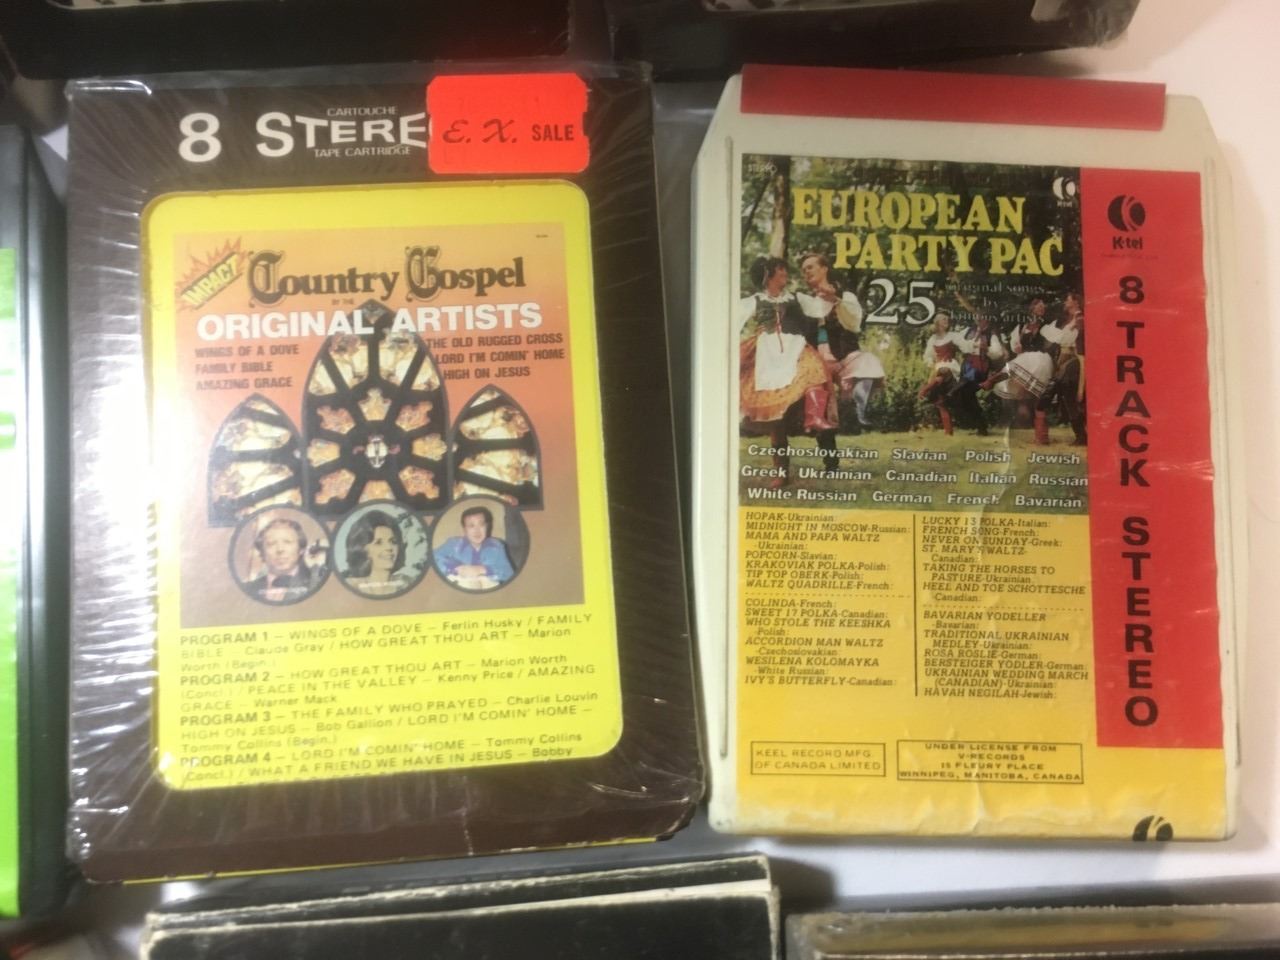 CARTOUCHE
8 STEREO
TAPE CARTRIDGE
E. X. SALE
IMPACT
Country Gospel
BY THE
ORIGINAL ARTISTS
WINGS OF A DOVE
FAMILY BIBLE
AMAZING GRACE
THE OLD RUGGED CROSS
LORD I'M COMIN' HOME
HIGH ON JESUS
PROGRAM 1 – WINGS OF A DOVE – Ferlin Husky / FAMILY
BIBLE – Claude Gray / HOW GREAT THOU ART – Marion
Worth (Begin.)
PROGRAM 2 – HOW GREAT THOU ART – Marion Worth
(Concl.) / PEACE IN THE VALLEY – Kenny Price / AMAZING
GRACE – Warner Mack
PROGRAM 3 – THE FAMILY WHO PRAYED – Charlie Louvin
HIGH ON JESUS – Bob Gallion / LORD I'M COMIN' HOME –
Tommy Collins (Begin.)
PROGRAM 4 – LORD I'M COMIN' HOME – Tommy Collins
(Concl.) / WHAT A FRIEND WE HAVE IN JESUS – Bobby
STEREO
K-tel
EUROPEAN
PARTY PAC
25 original songs
by
famous artists
Czechoslovakian Slavian Polish Jewish
Greek Ukrainian Canadian Italian Russian
White Russian German French Bavarian
HOPAK-Ukrainian:
MIDNIGHT IN MOSCOW-Russian:
MAMA AND PAPA WALTZ
-Ukrainian:
POPCORN-Slavian:
KRAKOVIAK POLKA-Polish:
TIP TOP OBERK-Polish:
WALTZ QUADRILLE-French:
COLINDA-French:
SWEET 17 POLKA-Canadian:
WHO STOLE THE KEESHKA
-Polish:
ACCORDION MAN WALTZ
-Czechoslovakian:
WESILENA KOLOMAYKA
-White Russian:
IVY'S BUTTERFLY-Canadian:
LUCKY 13 POLKA-Italian:
FRENCH SONG-French:
NEVER ON SUNDAY-Greek:
ST. MARY'S WALTZ-
Canadian:
TAKING THE HORSES TO
PASTURE-Ukrainian:
HEEL AND TOE SCHOTTESCHE
-Canadian:
BAVARIAN YODELLER
-Bavarian:
TRADITIONAL UKRAINIAN
MEDLEY-Ukrainian:
ROSA ROSLIE-German:
BERSTEIGER YODLER-German:
UKRAINIAN WEDDING MARCH
(CANADIAN)-Ukrainian:
HAVAH NEGILAH-Jewish:
KEEL RECORD MFG.
OF CANADA LIMITED
UNDER LICENSE FROM
V-RECORDS
15 FLEURY PLACE
WINNIPEG, MANITOBA, CANADA
K-tel
8 TRACK STEREO